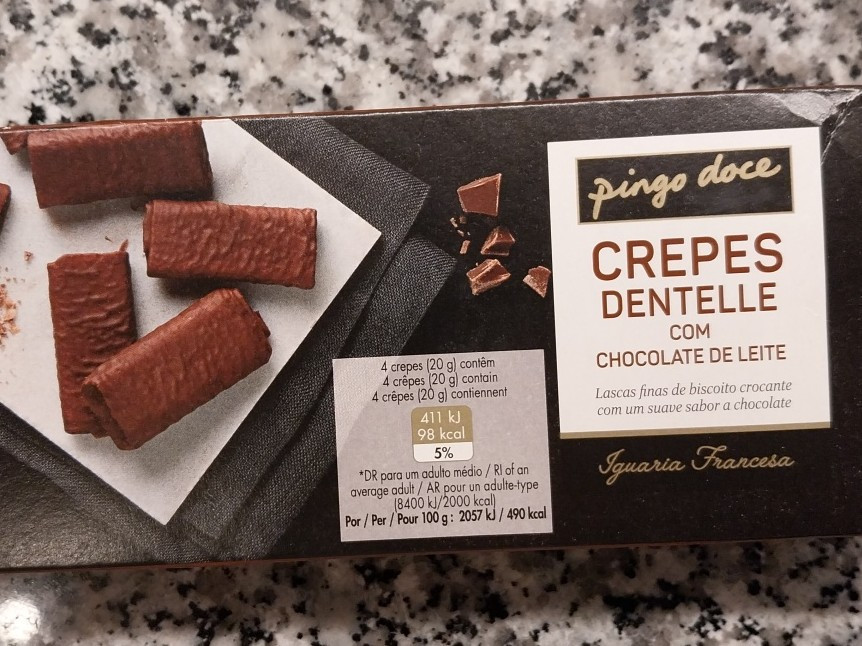 pingo doce
CREPES
DENTELLE
COM
CHOCOLATE DE LEITE
Lascas finas de biscoito crocante
com um suave sabor a chocolate
Iguaria Francesa
4 crepes (20 g) contêm
4 crêpes (20 g) contain
4 crêpes (20 g) contiennent
411 kJ
98 kcal
5%
*DR para um adulto médio / RI of an
average adult / AR pour un adulte-type
(8400 kJ/2000 kcal)
Por / Per / Pour 100 g : 2057 kJ / 490 kcal